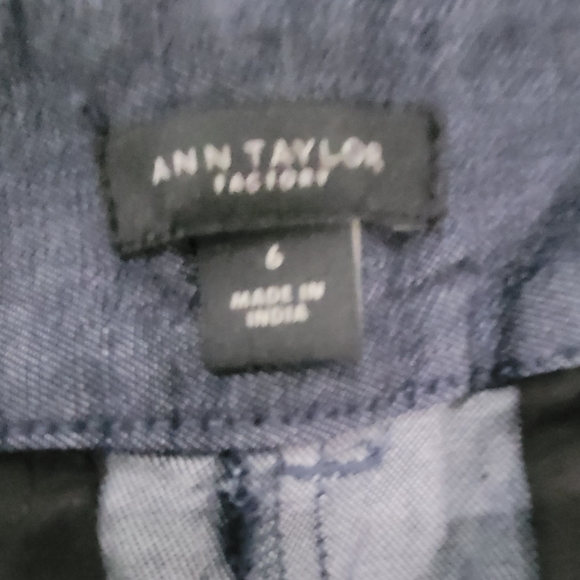 ANN TAYLOR
FACTORY
6
MADE IN
INDIA